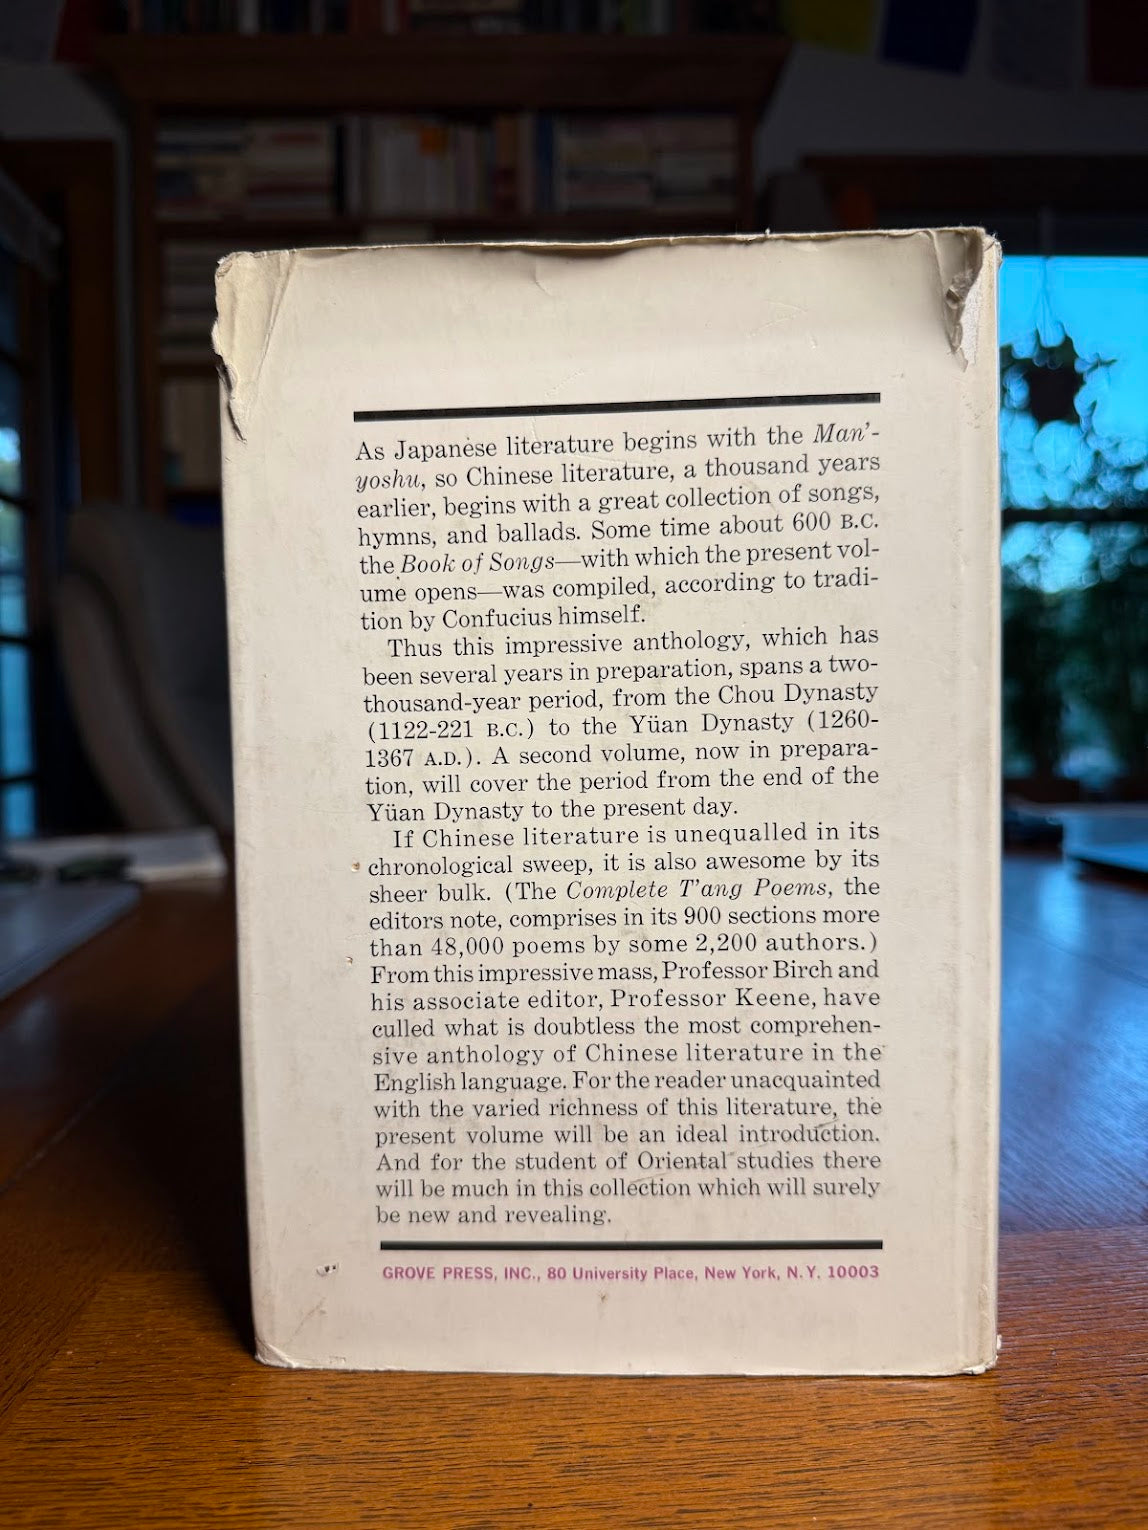 As Japanese literature begins with the Man'-
yoshu, so Chinese literature, a thousand years
earlier, begins with a great collection of songs,
hymns, and ballads. Some time about 600 B.C.
the Book of Songs—with which the present vol-
ume opens—was compiled, according to tradi-
tion by Confucius himself.
Thus this impressive anthology, which has
been several years in preparation, spans a two-
thousand-year period, from the Chou Dynasty
(1122-221 B.C.) to the Yüan Dynasty (1260-
1367 A.D.). A second volume, now in prepara-
tion, will cover the period from the end of the
Yüan Dynasty to the present day.
If Chinese literature is unequalled in its
chronological sweep, it is also awesome by its
sheer bulk. (The Complete T'ang Poems, the
editors note, comprises in its 900 sections more
than 48,000 poems by some 2,200 authors.)
From this impressive mass, Professor Birch and
his associate editor, Professor Keene, have
culled what is doubtless the most comprehen-
sive anthology of Chinese literature in the
English language. For the reader unacquainted
with the varied richness of this literature, the
present volume will be an ideal introduction.
And for the student of Oriental studies there
will be much in this collection which will surely
be new and revealing.
GROVE PRESS, INC., 80 University Place, New York, N.Y. 10003